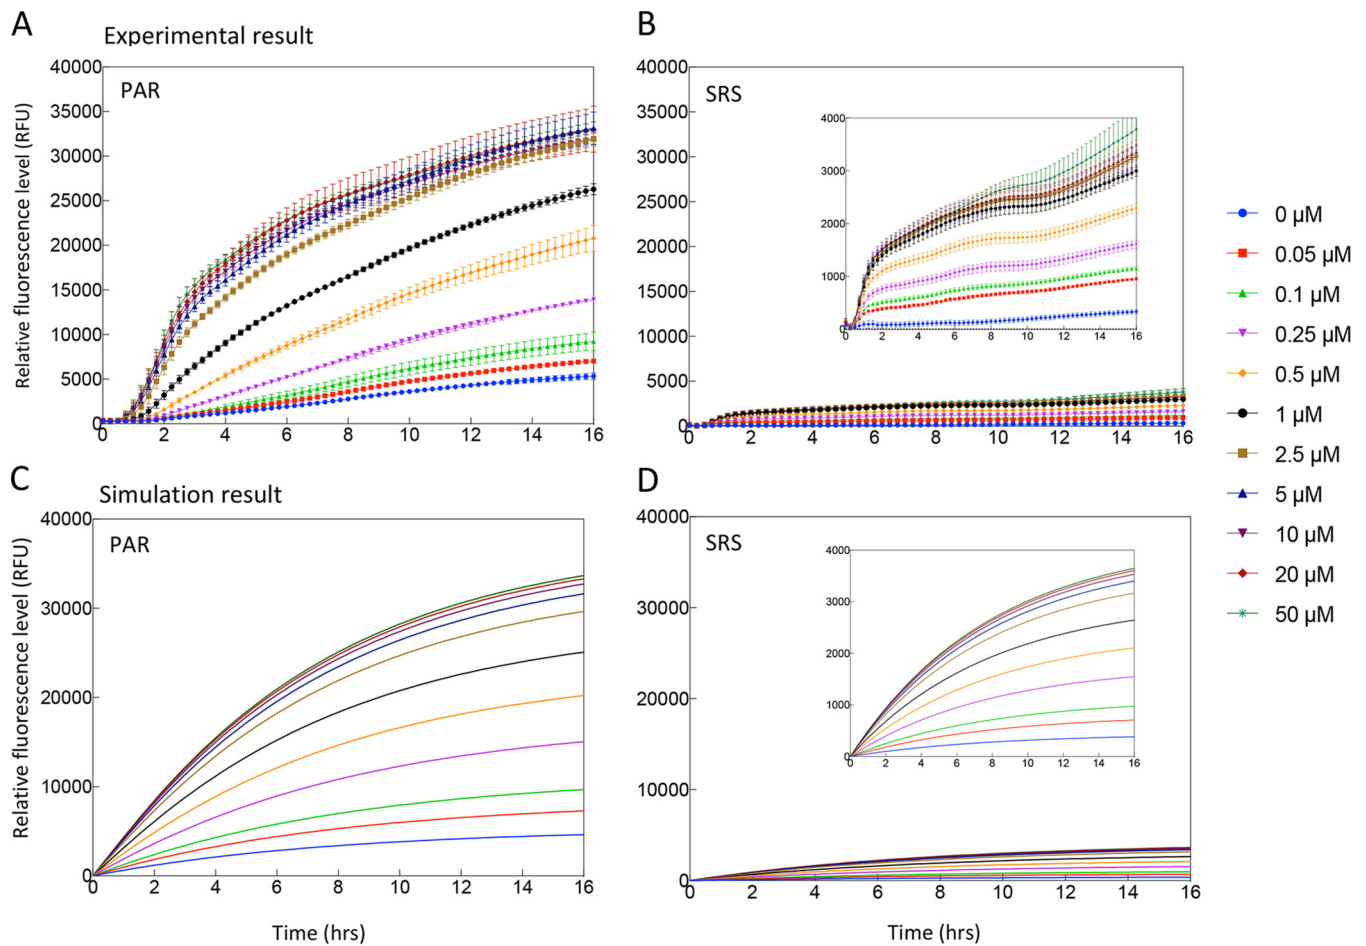 A
Experimental result
PAR
Relative fluorescence level (RFU)
40000
35000
30000
25000
20000
15000
10000
5000
0
0 2 4 6 8 10 12 14 16
B
SRS
40000
35000
30000
25000
20000
15000
10000
5000
0
0 2 4 6 8 10 12 14 16
4000
3000
2000
1000
0
0 2 4 6 8 10 12 14 16
0 µM
0.05 µM
0.1 µM
0.25 µM
0.5 µM
1 µM
2.5 µM
5 µM
10 µM
20 µM
50 µM
C
Simulation result
PAR
Relative fluorescence level (RFU)
40000
30000
20000
10000
0
0 2 4 6 8 10 12 14 16
Time (hrs)
D
SRS
40000
30000
20000
10000
0
0 2 4 6 8 10 12 14 16
4000
3000
2000
1000
0
0 2 4 6 8 10 12 14 16
Time (hrs)